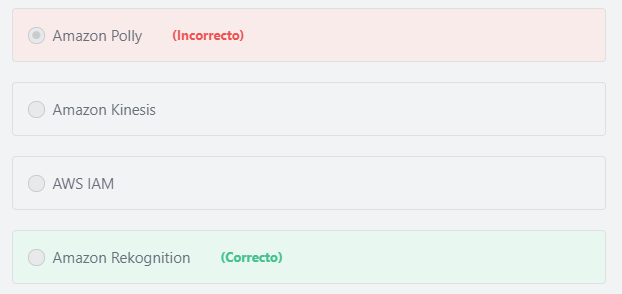 Amazon Polly (Incorrecto)
Amazon Kinesis
AWS IAM
Amazon Rekognition (Correcto)